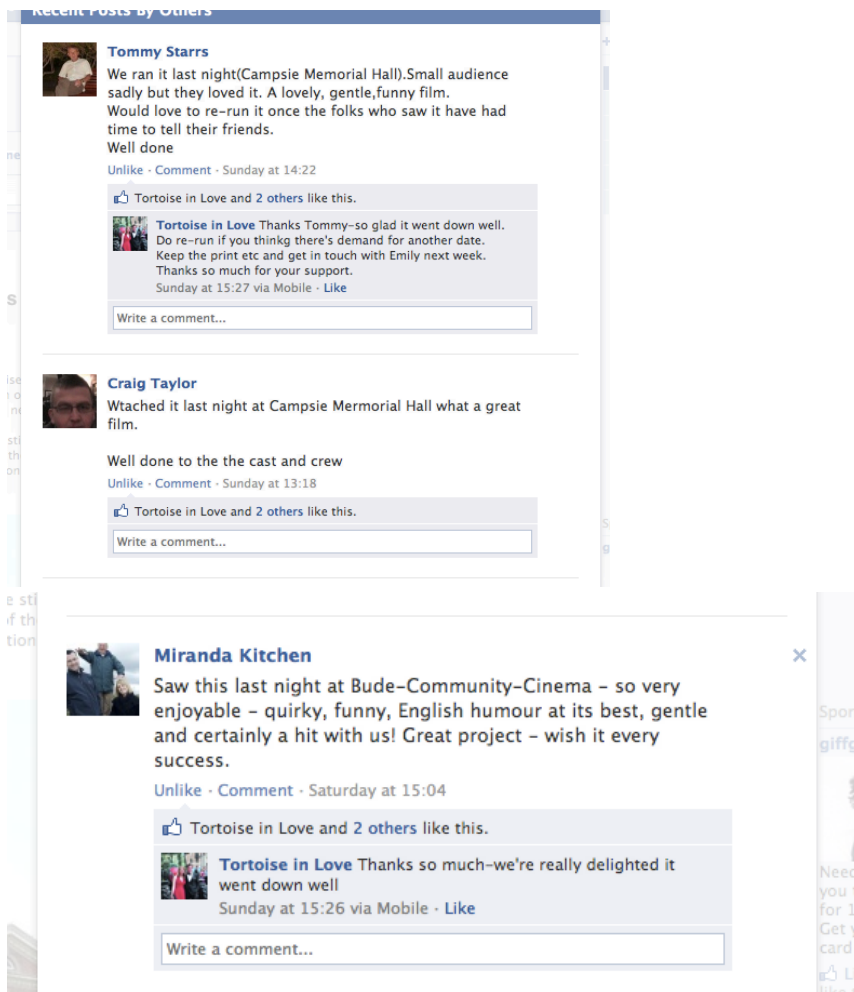 Recent Posts By Others
Tommy Starrs
We ran it last night(Campsie Memorial Hall).Small audience
sadly but they loved it. A lovely, gentle,funny film.
Would love to re-run it once the folks who saw it have had
time to tell their friends.
Well done
Unlike · Comment · Sunday at 14:22
Tortoise in Love and 2 others like this.
Tortoise in Love Thanks Tommy-so glad it went down well.
Do re-run if you thinkg there's demand for another date.
Keep the print etc and get in touch with Emily next week.
Thanks so much for your support.
Sunday at 15:27 via Mobile · Like
Write a comment...
Craig Taylor
Wtached it last night at Campsie Mermorial Hall what a great
film.
Well done to the the cast and crew
Unlike · Comment · Sunday at 13:18
Tortoise in Love and 2 others like this.
Write a comment...
Miranda Kitchen
Saw this last night at Bude-Community-Cinema - so very
enjoyable - quirky, funny, English humour at its best, gentle
and certainly a hit with us! Great project - wish it every
success.
Unlike · Comment · Saturday at 15:04
Tortoise in Love and 2 others like this.
Tortoise in Love Thanks so much-we're really delighted it
went down well
Sunday at 15:26 via Mobile · Like
Write a comment...